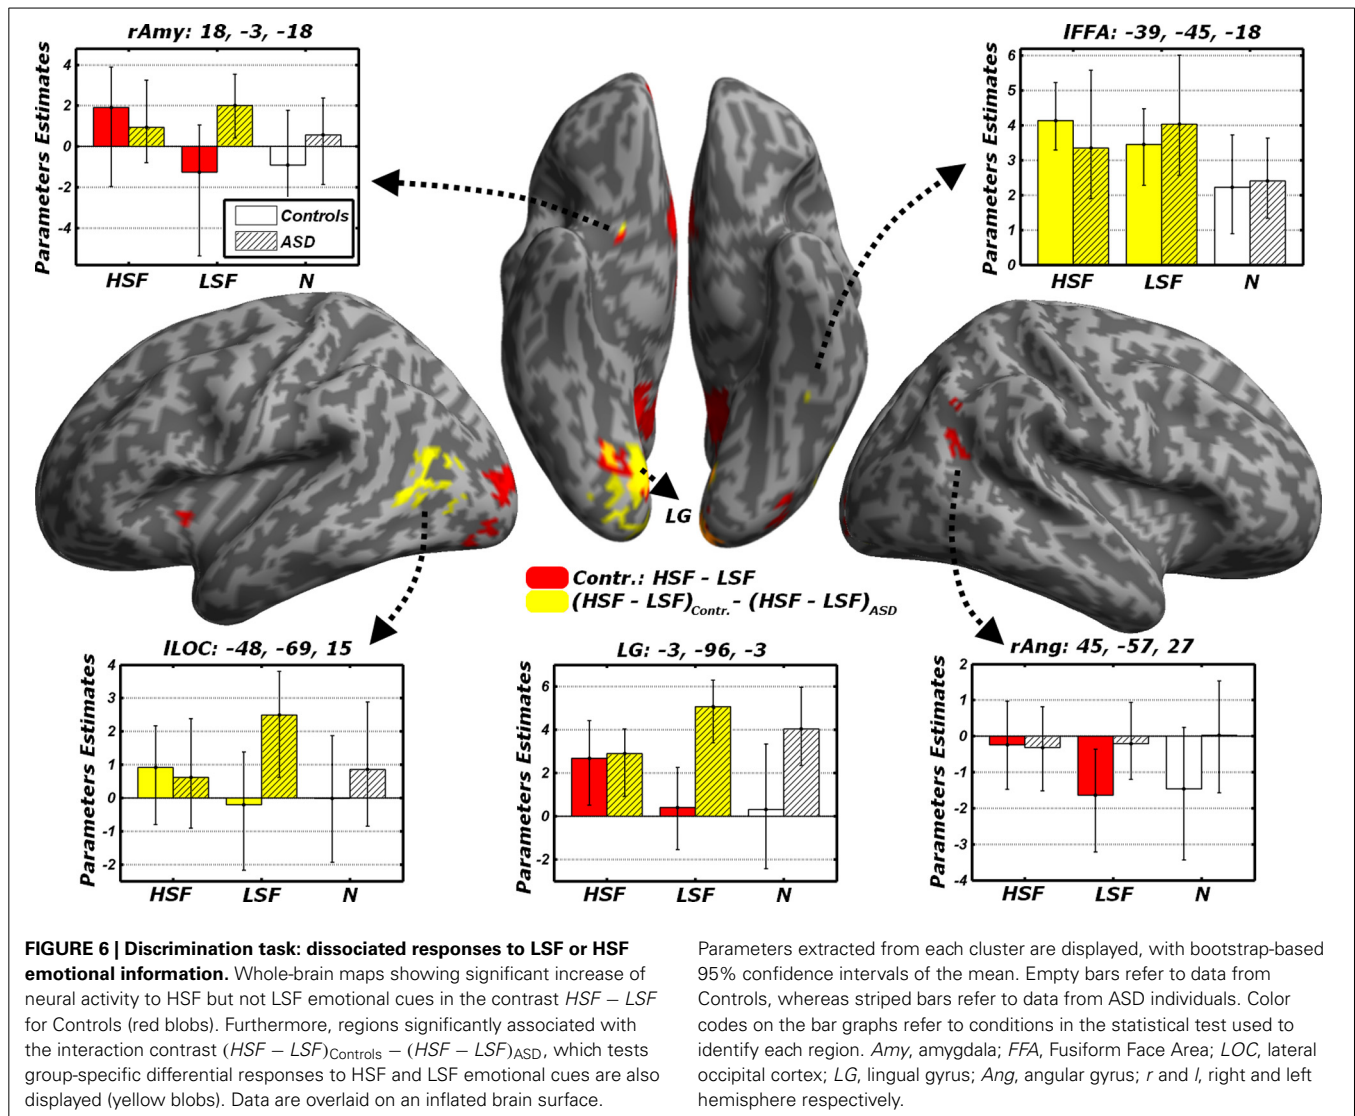 rAmy: 18, -3, -18
Parameters Estimates
4
2
0
-2
-4
Controls
ASD
HSF LSF N
lFFA: -39, -45, -18
Parameters Estimates
6
5
4
3
2
1
0
HSF LSF N
LG
Contr.: HSF - LSF
(HSF - LSF)Contr. - (HSF - LSF)ASD
lLOC: -48, -69, 15
Parameters Estimates
4
3
2
1
0
-1
-2
HSF LSF N
LG: -3, -96, -3
Parameters Estimates
6
4
2
0
-2
HSF LSF N
rAng: 45, -57, 27
Parameters Estimates
2
1
0
-1
-2
-3
-4
HSF LSF N
FIGURE 6 | Discrimination task: dissociated responses to LSF or HSF
emotional information. Whole-brain maps showing significant increase of
neural activity to HSF but not LSF emotional cues in the contrast HSF − LSF
for Controls (red blobs). Furthermore, regions significantly associated with
the interaction contrast (HSF − LSF)Controls − (HSF − LSF)ASD, which tests
group-specific differential responses to HSF and LSF emotional cues are also
displayed (yellow blobs). Data are overlaid on an inflated brain surface.
Parameters extracted from each cluster are displayed, with bootstrap-based
95% confidence intervals of the mean. Empty bars refer to data from
Controls, whereas striped bars refer to data from ASD individuals. Color
codes on the bar graphs refer to conditions in the statistical test used to
identify each region. Amy, amygdala; FFA, Fusiform Face Area; LOC, lateral
occipital cortex; LG, lingual gyrus; Ang, angular gyrus; r and l, right and left
hemisphere respectively.